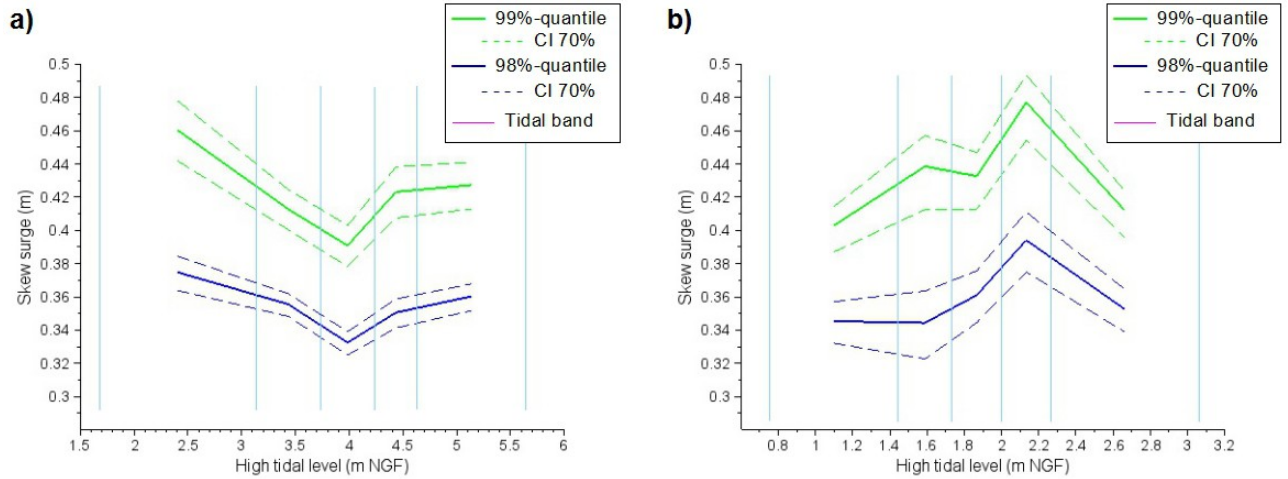 a)
99%-quantile
CI 70%
98%-quantile
CI 70%
Tidal band
0.5
0.48
0.46
0.44
0.42
0.4
0.38
0.36
0.34
0.32
0.3
Skew surge (m)
1.5 2 2.5 3 3.5 4 4.5 5 5.5 6
High tidal level (m NGF)
b)
99%-quantile
CI 70%
98%-quantile
CI 70%
Tidal band
0.5
0.48
0.46
0.44
0.42
0.4
0.38
0.36
0.34
0.32
0.3
Skew surge (m)
0.8 1 1.2 1.4 1.6 1.8 2 2.2 2.4 2.6 2.8 3 3.2
High tidal level (m NGF)